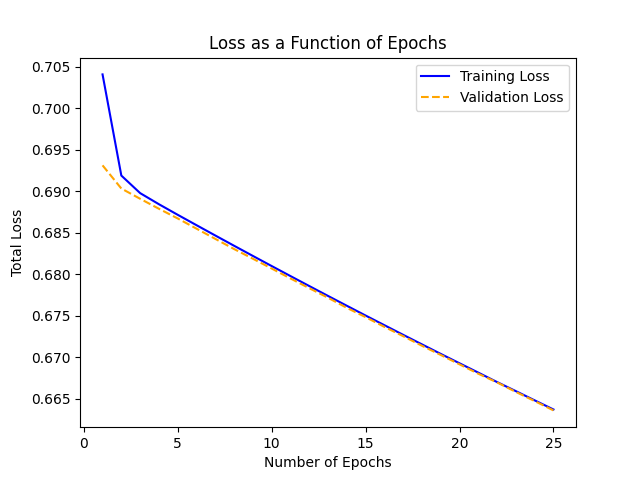 Loss as a Function of Epochs
Training Loss
Validation Loss
0.705
0.700
0.695
0.690
0.685
0.680
0.675
0.670
0.665
Total Loss
0 5 10 15 20 25
Number of Epochs